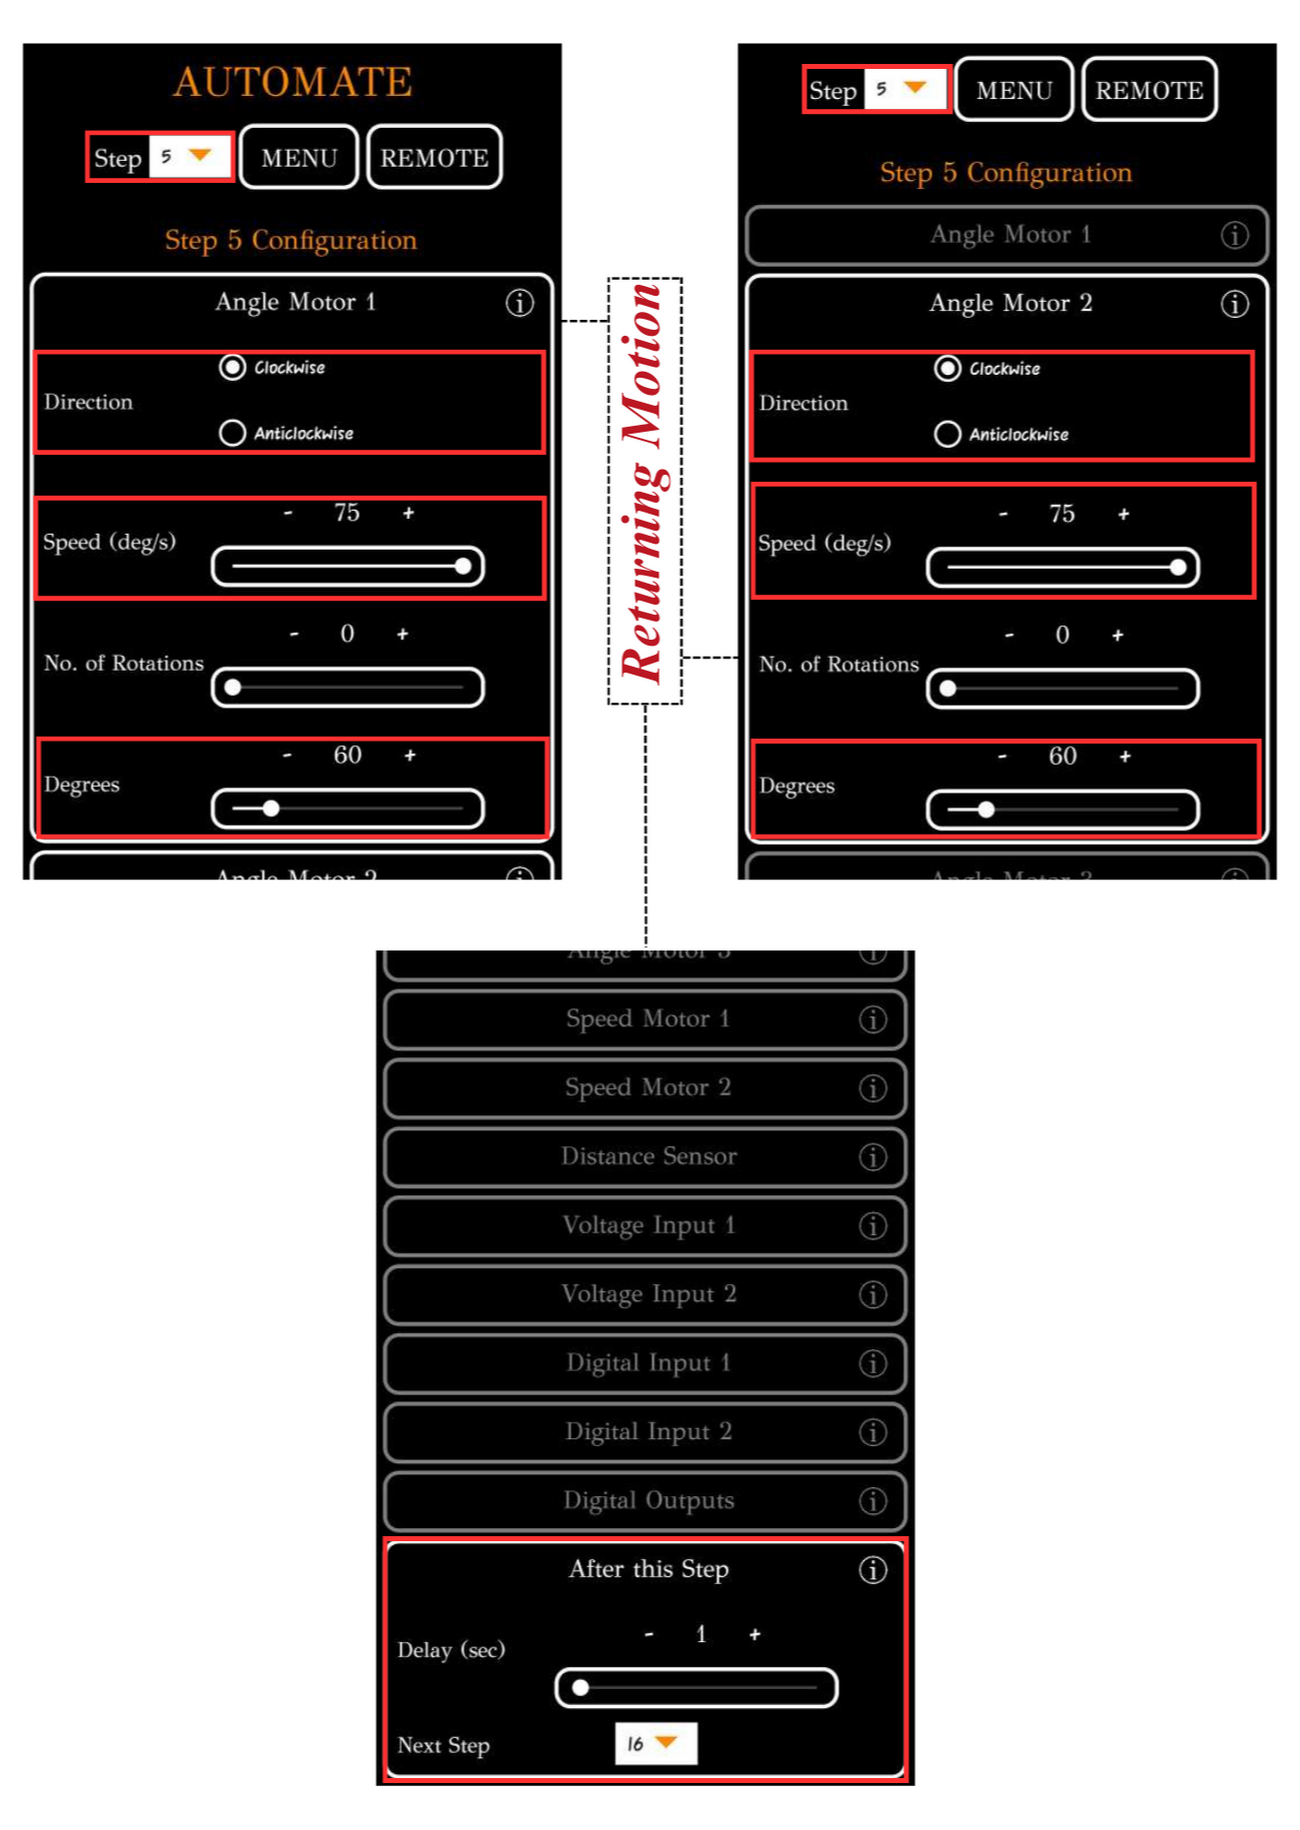 AUTOMATE
Step 5 MENU REMOTE
Step 5 Configuration
Angle Motor 1
Direction
Clockwise
Anticlockwise
Speed (deg/s)
- 75 +
No. of Rotations
- 0 +
Degrees
- 60 +
Angle Motor 2
Returning Motion
Step 5 MENU REMOTE
Step 5 Configuration
Angle Motor 1
Angle Motor 2
Direction
Clockwise
Anticlockwise
Speed (deg/s)
- 75 +
No. of Rotations
- 0 +
Degrees
- 60 +
Angle Motor 3
Angle Motor 3
Speed Motor 1
Speed Motor 2
Distance Sensor
Voltage Input 1
Voltage Input 2
Digital Input 1
Digital Input 2
Digital Outputs
After this Step
Delay (sec)
- 1 +
Next Step 16